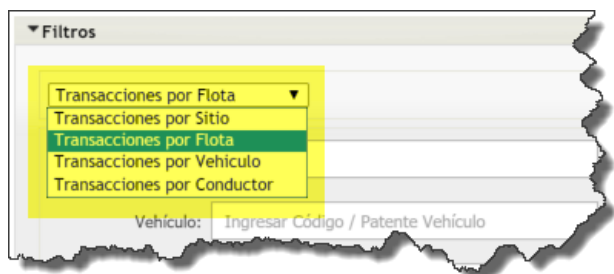 Filtros
Transacciones por Flota
Transacciones por Sitio
Transacciones por Flota
Transacciones por Vehiculo
Transacciones por Conductor
Vehículo: Ingresar Código / Patente Vehículo